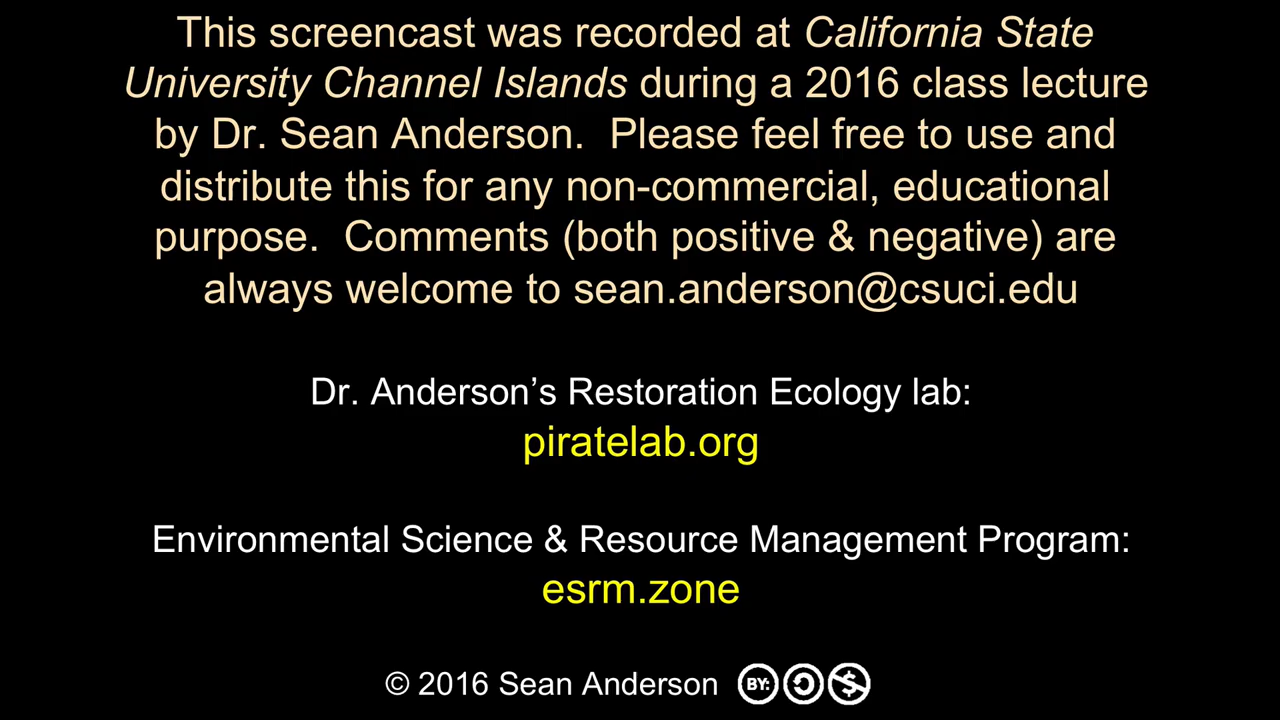 This screencast was recorded at California State
University Channel Islands during a 2016 class lecture
by Dr. Sean Anderson.  Please feel free to use and
distribute this for any non-commercial, educational
purpose.  Comments (both positive & negative) are
always welcome to sean.anderson@csuci.edu
Dr. Anderson’s Restoration Ecology lab:
piratelab.org
Environmental Science & Resource Management Program:
esrm.zone
© 2016 Sean Anderson BY: